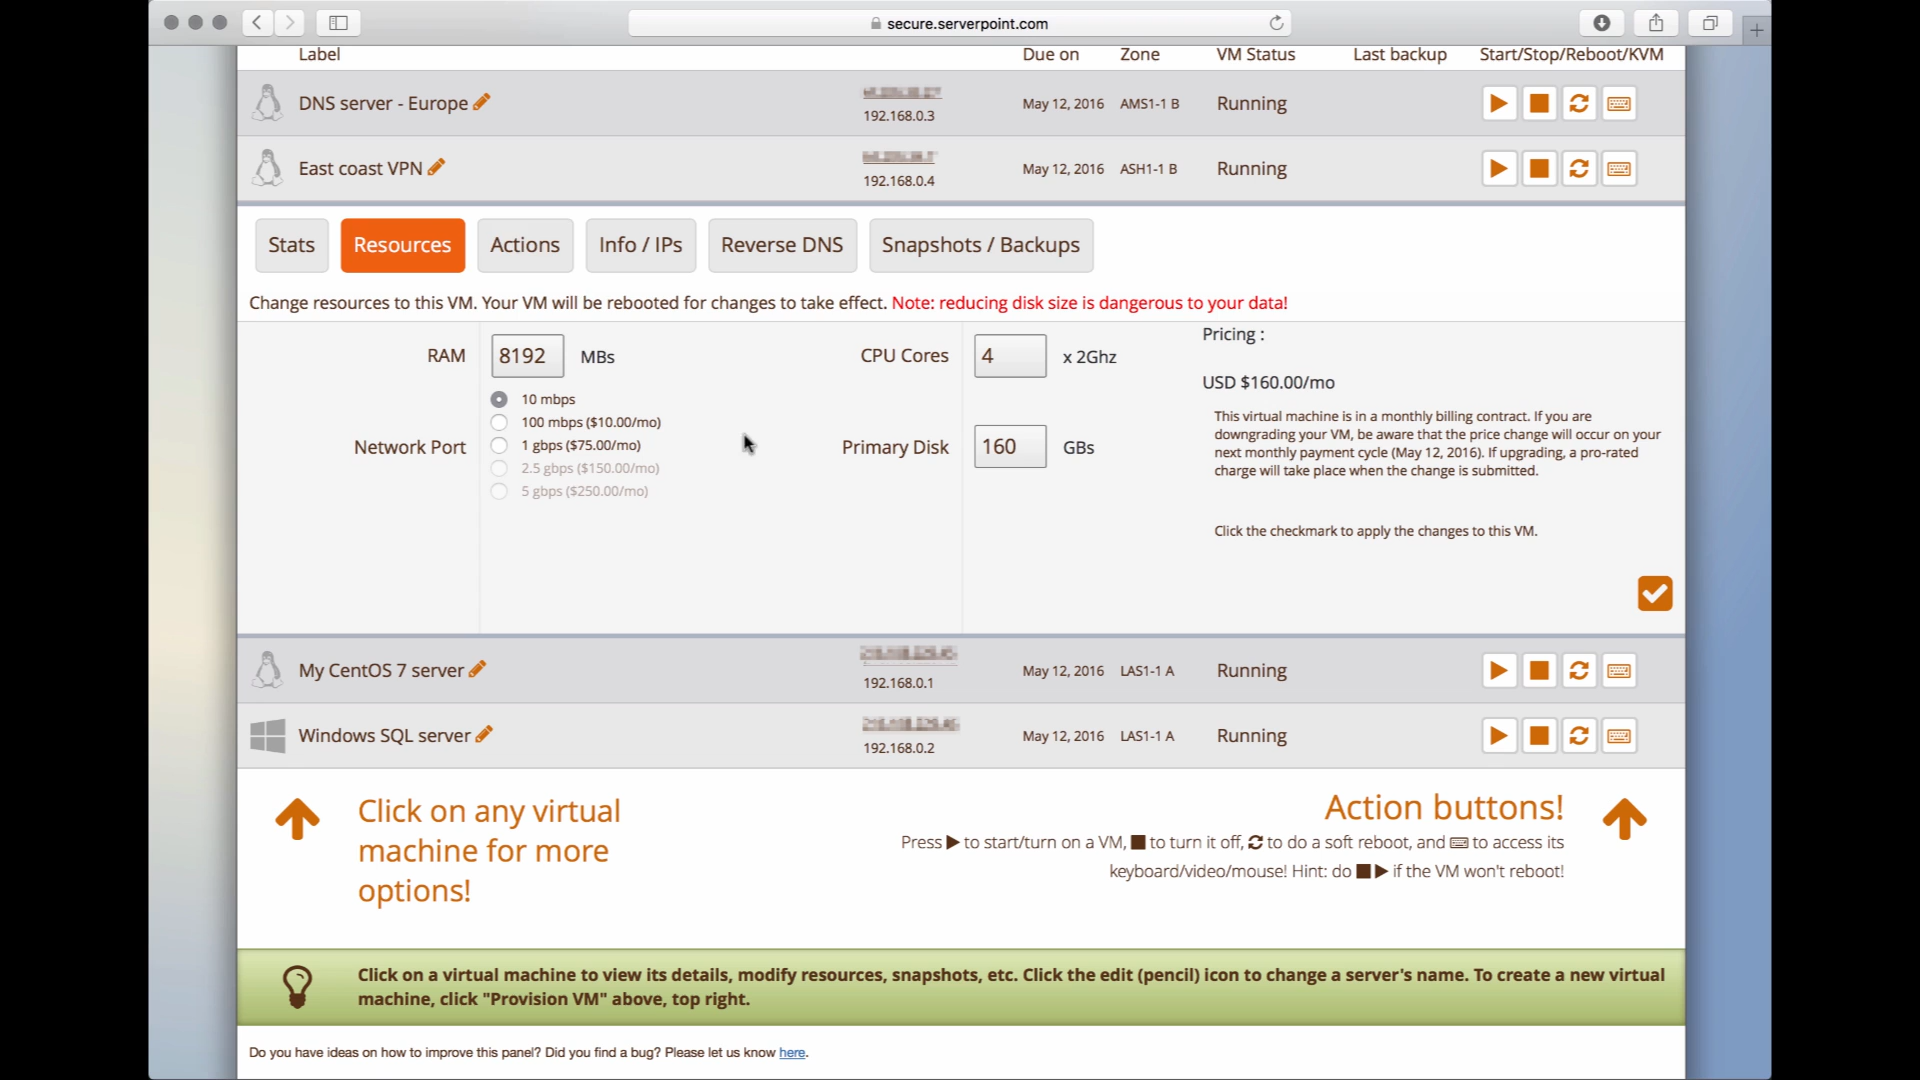 secure.serverpoint.com
Label Due on Zone VM Status Last backup Start/Stop/Reboot/KVM
DNS server - Europe 192.168.0.3 May 12, 2016 AMS1-1 B Running
East coast VPN 192.168.0.4 May 12, 2016 ASH1-1 B Running
Stats Resources Actions Info / IPs Reverse DNS Snapshots / Backups
Change resources to this VM. Your VM will be rebooted for changes to take effect. Note: reducing disk size is dangerous to your data!
RAM 8192 MBs
CPU Cores 4 x 2Ghz
Network Port
10 mbps
100 mbps ($10.00/mo)
1 gbps ($75.00/mo)
2.5 gbps ($150.00/mo)
5 gbps ($250.00/mo)
Primary Disk 160 GBs
Pricing :
USD $160.00/mo
This virtual machine is in a monthly billing contract. If you are
downgrading your VM, be aware that the price change will occur on your
next monthly payment cycle (May 12, 2016). If upgrading, a pro-rated
charge will take place when the change is submitted.
Click the checkmark to apply the changes to this VM.
My CentOS 7 server 192.168.0.1 May 12, 2016 LAS1-1 A Running
Windows SQL server 192.168.0.2 May 12, 2016 LAS1-1 A Running
Click on any virtual
machine for more
options!
Action buttons!
Press to start/turn on a VM, to turn it off, to do a soft reboot, and to access its
keyboard/video/mouse! Hint: do if the VM won't reboot!
Click on a virtual machine to view its details, modify resources, snapshots, etc. Click the edit (pencil) icon to change a server's name. To create a new virtual
machine, click "Provision VM" above, top right.
Do you have ideas on how to improve this panel? Did you find a bug? Please let us know here.